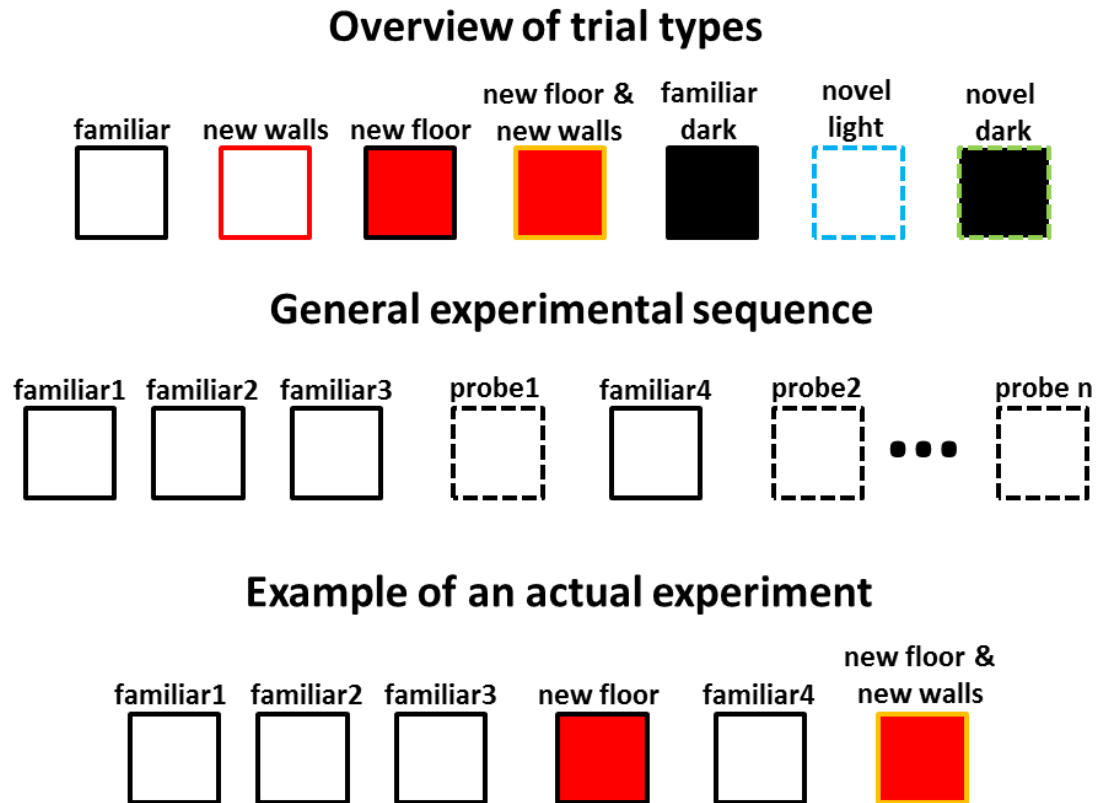 Overview of trial types
familiar
new walls
new floor
new floor &
new walls
familiar
dark
novel
light
novel
dark
General experimental sequence
familiar1
familiar2
familiar3
probe1
familiar4
probe2
probe n
Example of an actual experiment
familiar1
familiar2
familiar3
new floor
familiar4
new floor &
new walls